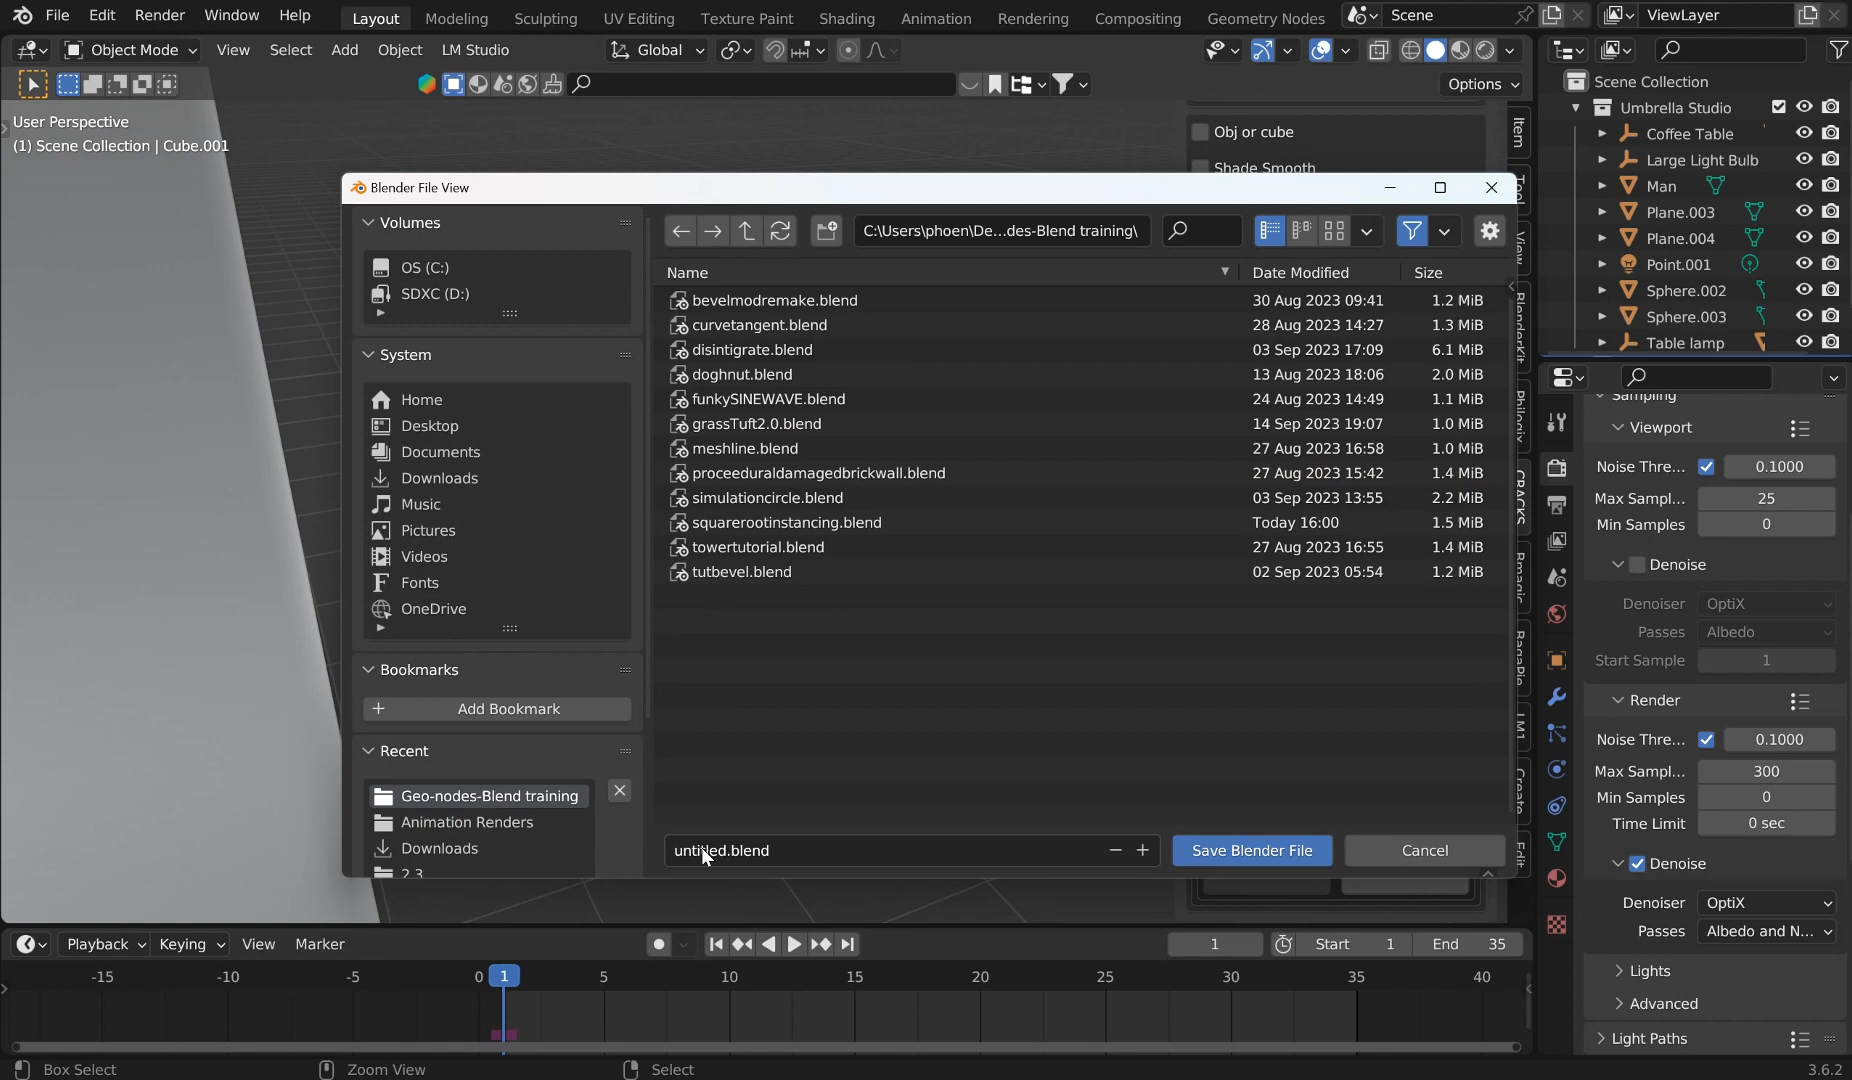 File Edit Render Window Help Layout Modeling Sculpting UV Editing Texture Paint Shading Animation Rendering Compositing Geometry Nodes Scene ViewLayer
Object Mode View Select Add Object LM Studio Global
Options
User Perspective
(1) Scene Collection | Cube.001
Obj or cube
Shade Smooth
Item
Tool
View
BlenderKit
CRACKS
Bmagic
BagaPie
LM1
Create
Edit
Scene Collection
Umbrella Studio
Coffee Table
Large Light Bulb
Man
Plane.003
Plane.004
Point.001
Sphere.002
Sphere.003
Table lamp
Blender File View
Volumes
OS (C:)
SDXC (D:)
System
Home
Desktop
Documents
Downloads
Music
Pictures
Videos
Fonts
OneDrive
Bookmarks
Add Bookmark
Recent
Geo-nodes-Blend training
Animation Renders
Downloads
2.3
C:\Users\phoen\De...des-Blend training\
Name Date Modified Size
bevelmodremake.blend 30 Aug 2023 09:41 1.2 MiB
curvetangent.blend 28 Aug 2023 14:27 1.3 MiB
disintigrate.blend 03 Sep 2023 17:09 6.1 MiB
doghnut.blend 13 Aug 2023 18:06 2.0 MiB
funkySINEWAVE.blend 24 Aug 2023 14:49 1.1 MiB
grassTuft2.0.blend 14 Sep 2023 19:07 1.0 MiB
meshline.blend 27 Aug 2023 16:58 1.0 MiB
proceeduraldamagedbrickwall.blend 27 Aug 2023 15:42 1.4 MiB
simulationcircle.blend 03 Sep 2023 13:55 2.2 MiB
squarerootinstancing.blend Today 16:00 1.5 MiB
towertutorial.blend 27 Aug 2023 16:55 1.4 MiB
tutbevel.blend 02 Sep 2023 05:54 1.2 MiB
untitled.blend Save Blender File Cancel
Sampling
Viewport
Noise Thre... 0.1000
Max Sampl... 25
Min Samples 0
Denoise
Denoiser OptiX
Passes Albedo
Start Sample 1
Render
Noise Thre... 0.1000
Max Sampl... 300
Min Samples 0
Time Limit 0 sec
Denoise
Denoiser OptiX
Passes Albedo and N...
Lights
Advanced
Light Paths
Playback Keying View Marker 1 Start 1 End 35
-15 -10 -5 0 1 5 10 15 20 25 30 35 40
Box Select Zoom View Select 3.6.2